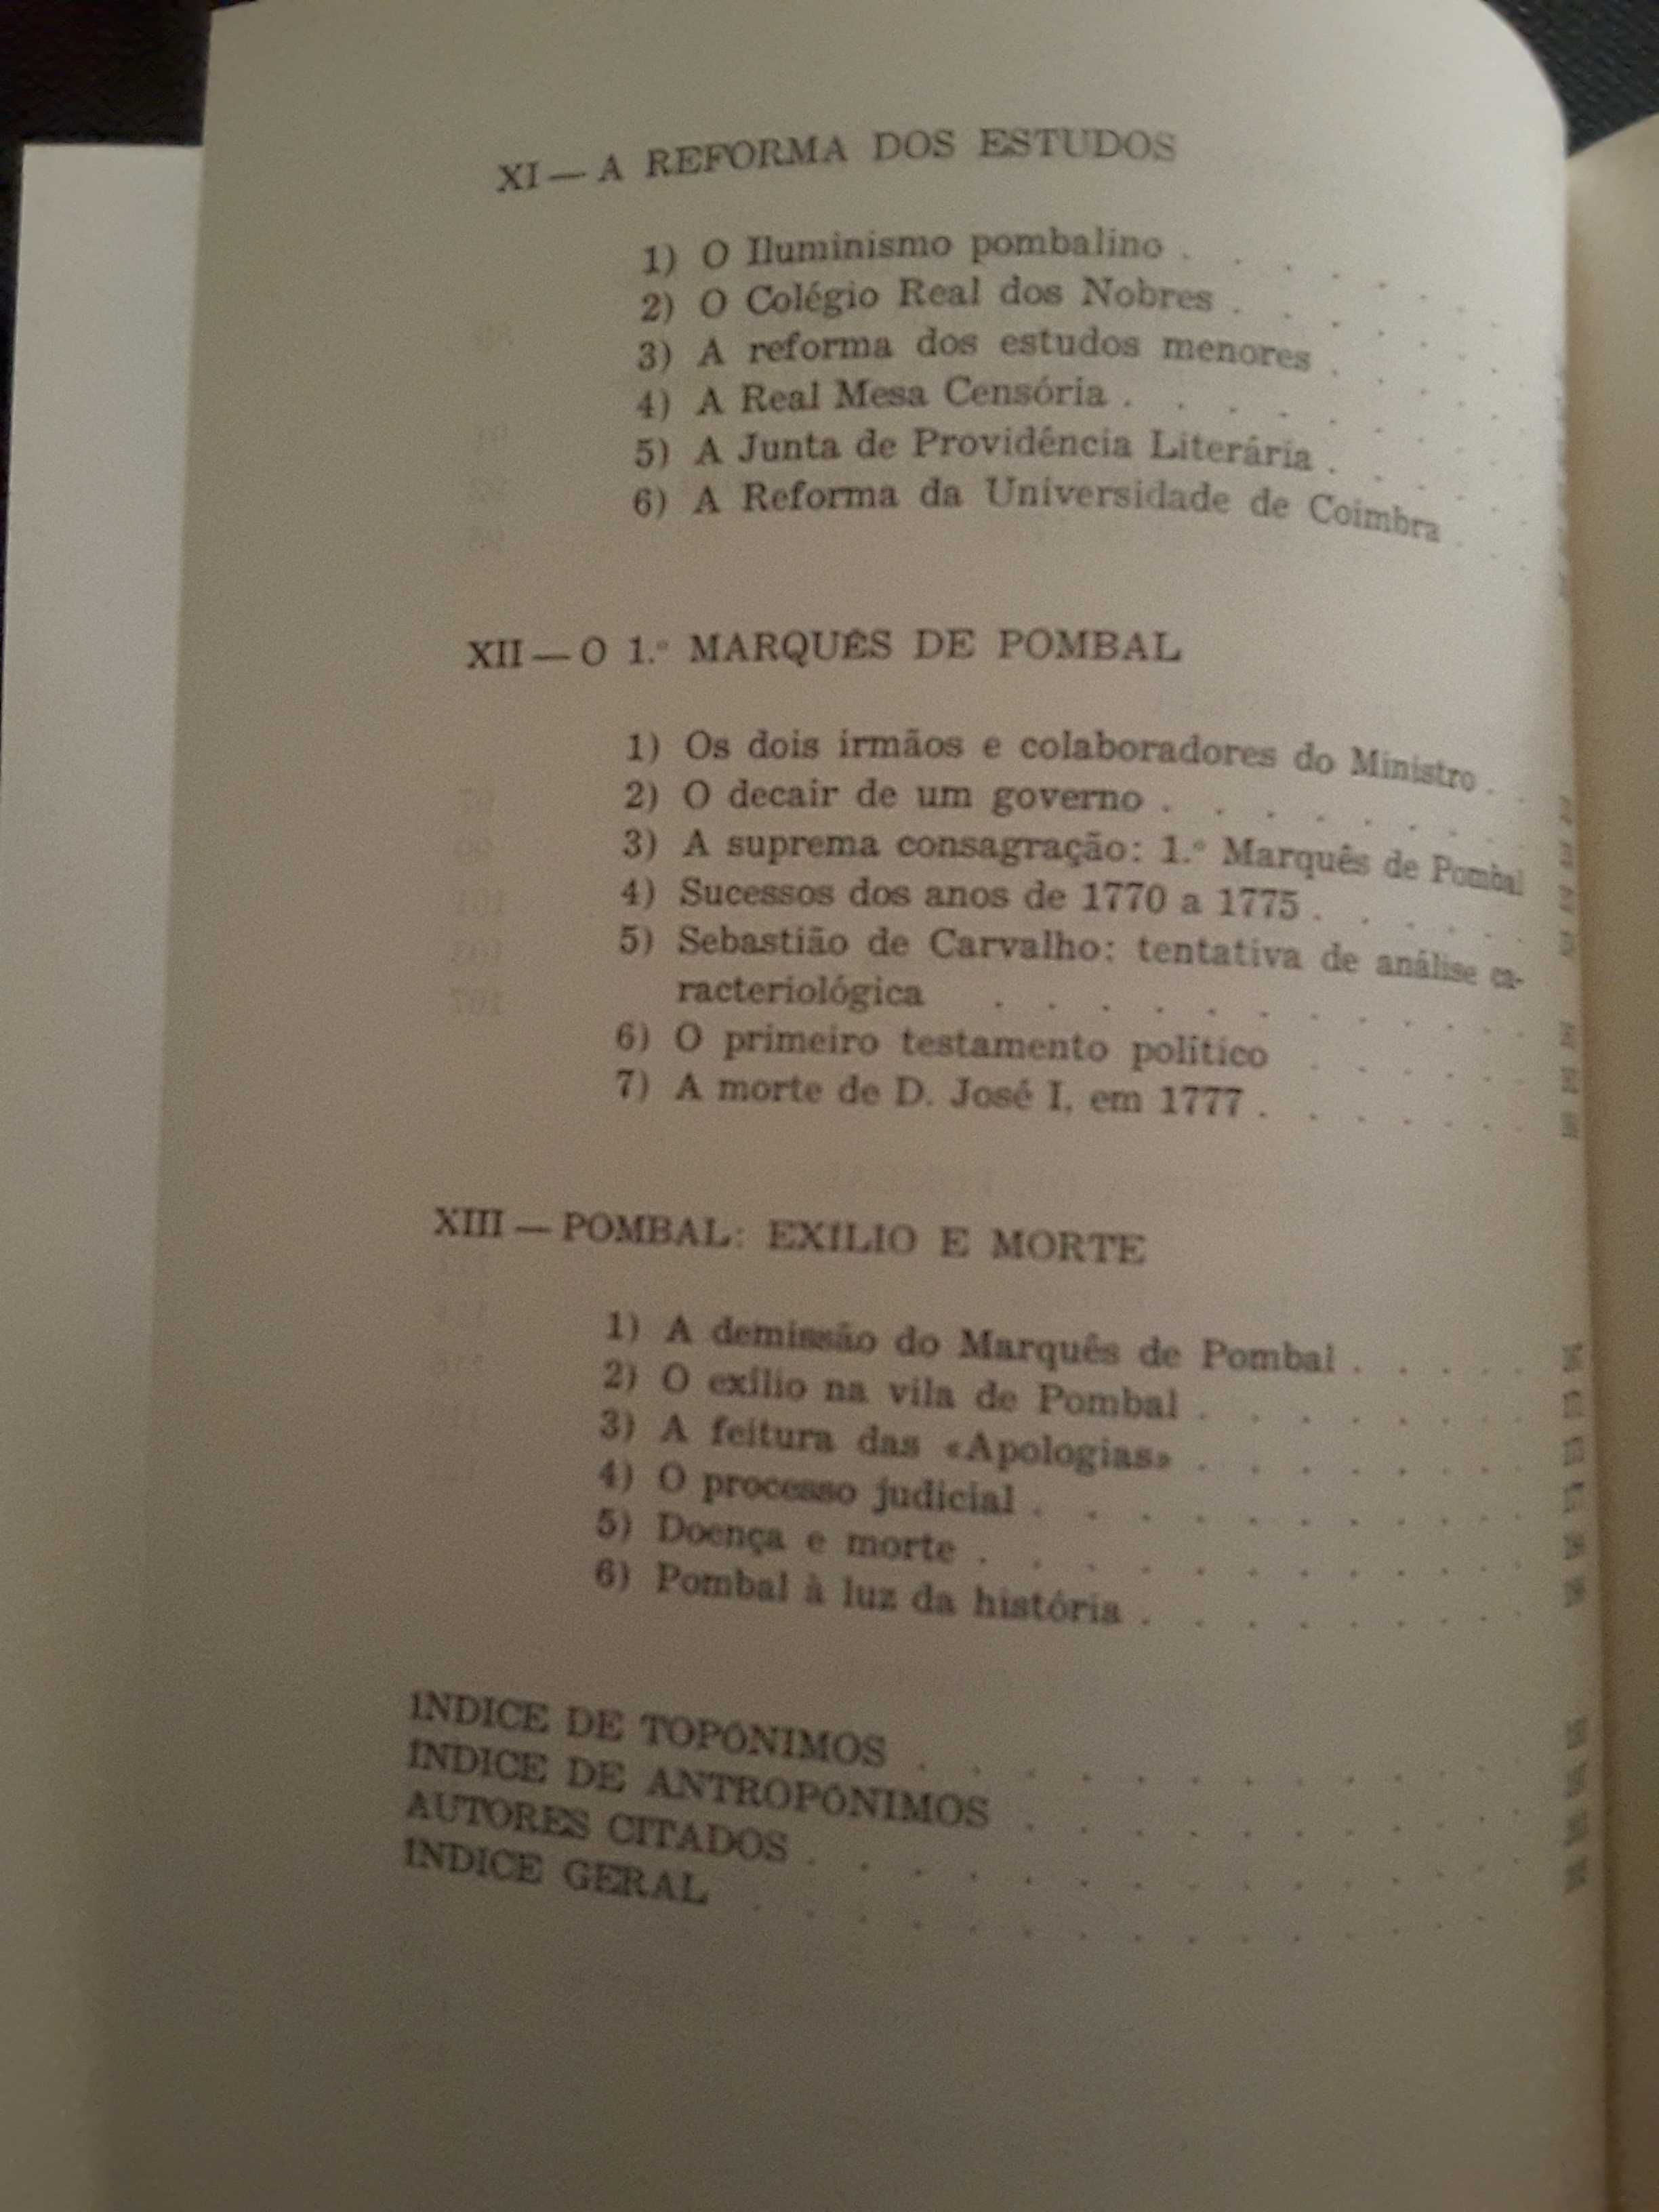 XI — A REFORMA DOS ESTUDOS
1) O Iluminismo pombalino .  .  .  .  .  .  .
2) O Colégio Real dos Nobres .  .  .  .  .  .
3) A reforma dos estudos menores .  .  .  .
4) A Real Mesa Censória .  .  .  .  .  .  .  .
5) A Junta de Providência Literária .  .  .  .
6) A Reforma da Universidade de Coimbra .  .
XII — O 1.º MARQUÊS DE POMBAL
1) Os dois irmãos e colaboradores do Ministro .  .
2) O decair de um governo .  .  .  .  .  .  .
3) A suprema consagração: 1.º Marquês de Pombal
4) Sucessos dos anos de 1770 a 1775 .  .  .  .  .
5) Sebastião de Carvalho: tentativa de análise ca-
racteriológica  .  .  .  .  .  .  .  .  .  .  .
6) O primeiro testamento político  .  .  .  .  .
7) A morte de D. José I, em 1777 .  .  .  .  .  .
XIII — POMBAL: EXÍLIO E MORTE
1) A demissão do Marquês de Pombal .  .  .  .  .
2) O exílio na vila de Pombal .  .  .  .  .  .  .
3) A feitura das «Apologias» .  .  .  .  .  .  .
4) O processo judicial .  .  .  .  .  .  .  .  .  .
5) Doença e morte .  .  .  .  .  .  .  .  .  .  .
6) Pombal à luz da história .  .  .  .  .  .  .  .
ÍNDICE DE TOPÓNIMOS .  .  .  .  .  .  .  .  .  .  .
ÍNDICE DE ANTROPÓNIMOS .  .  .  .  .  .  .  .  .
AUTORES CITADOS .  .  .  .  .  .  .  .  .  .  .  .  .
ÍNDICE GERAL  .  .  .  .  .  .  .  .  .  .  .  .  .  .